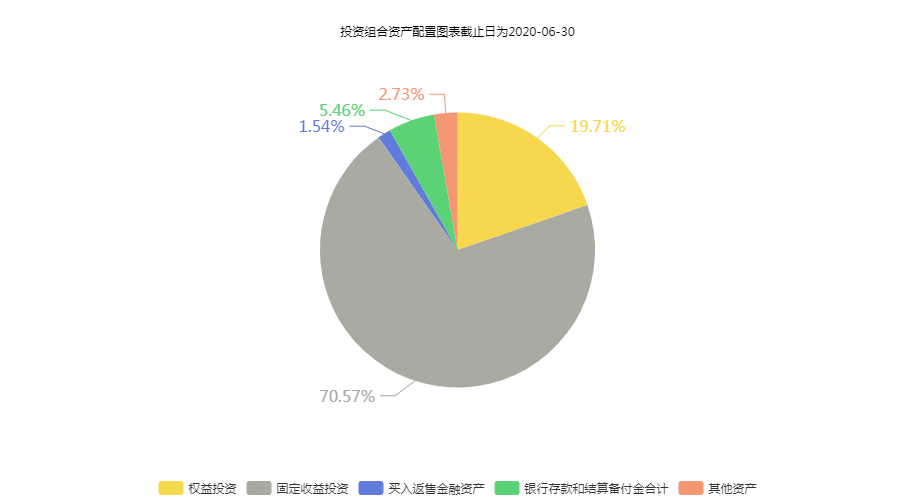 投资组合资产配置图表截止日为2020-06-30
2.73%
5.46%
1.54%
19.71%
70.57%
权益投资 固定收益投资 买入返售金融资产 银行存款和结算备付金合计 其他资产